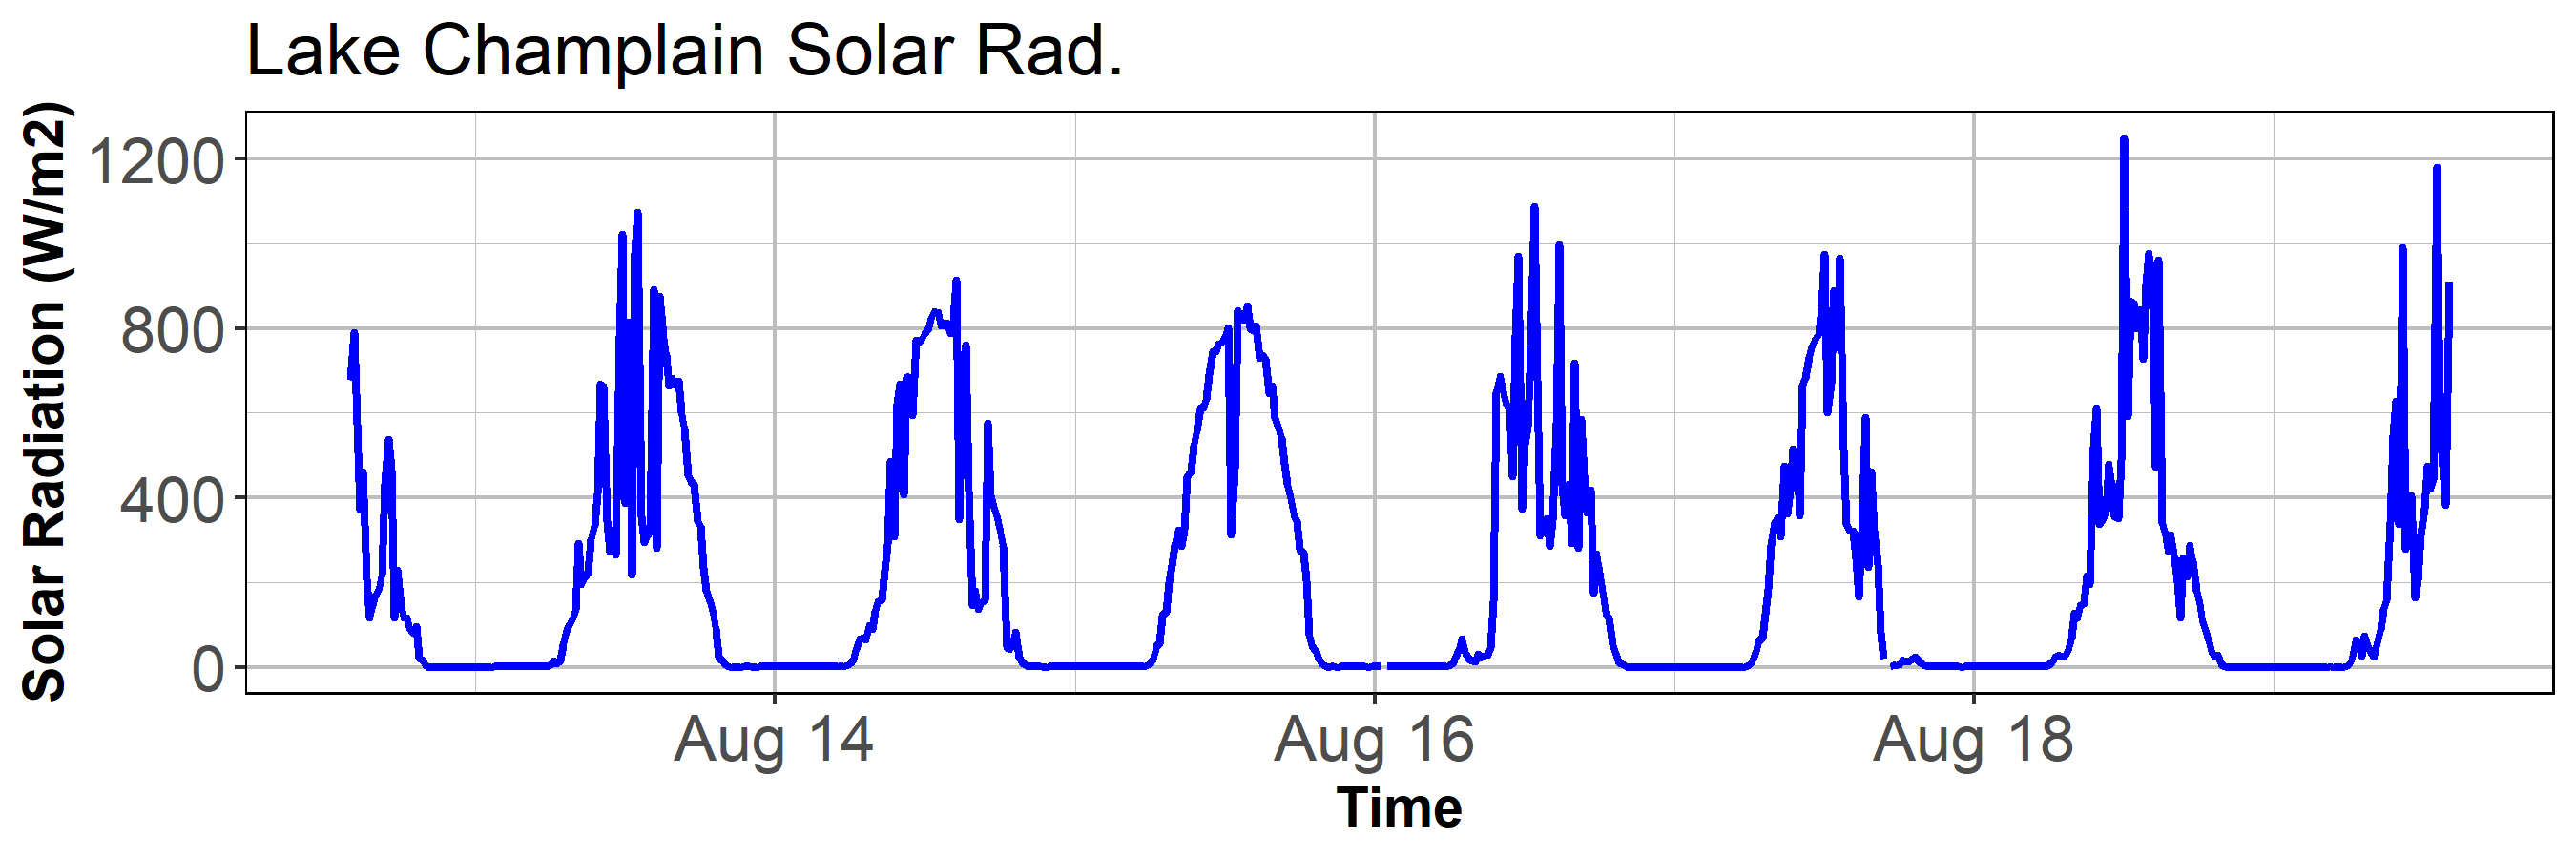 Lake Champlain Solar Rad.
Solar Radiation (W/m2)
1200
800
400
0
Aug 14
Aug 16
Aug 18
Time